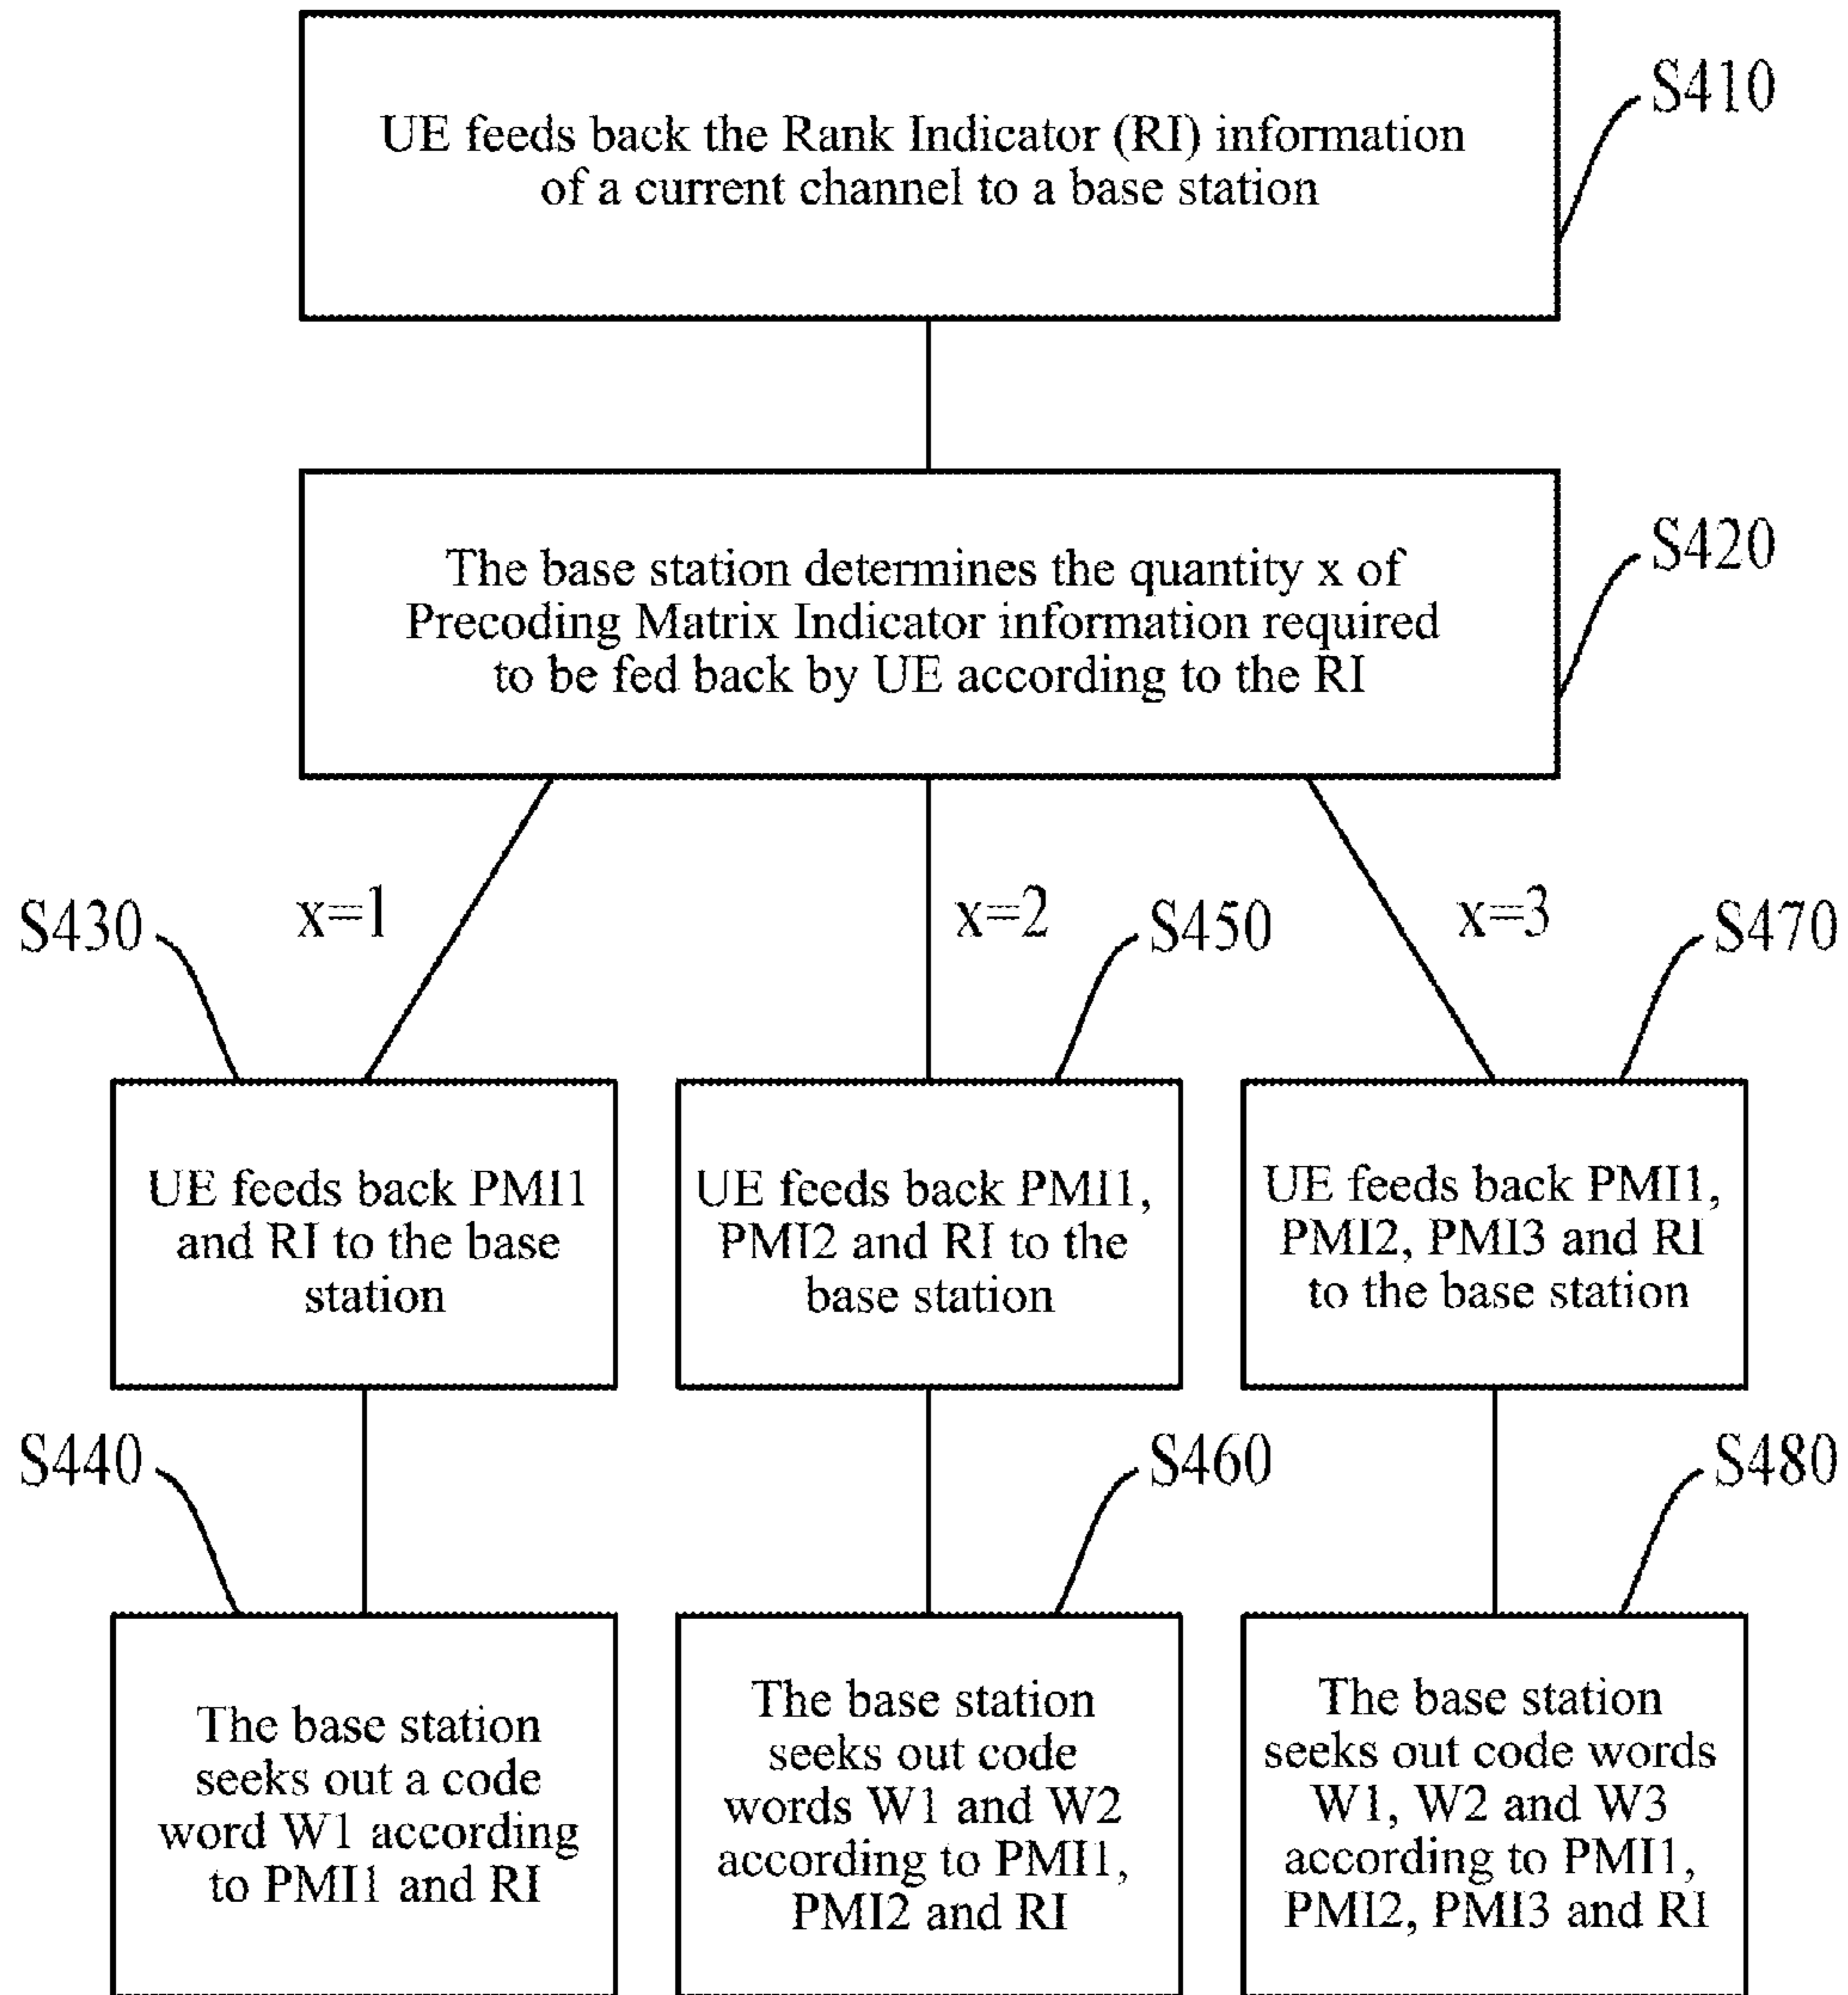 S410
UE feeds back the Rank Indicator (RI) information
of a current channel to a base station
S420
The base station determines the quantity x of
Precoding Matrix Indicator information required
to be fed back by UE according to the RI
S430
x=1
x=2
S450
x=3
S470
UE feeds back PMI1
and RI to the base
station
UE feeds back PMI1,
PMI2 and RI to the
base station
UE feeds back PMI1,
PMI2, PMI3 and RI
to the base station
S440
S460
S480
The base station
seeks out a code
word W1 according
to PMI1 and RI
The base station
seeks out code
words W1 and W2
according to PMI1,
PMI2 and RI
The base station
seeks out code words
W1, W2 and W3
according to PMI1,
PMI2, PMI3 and RI